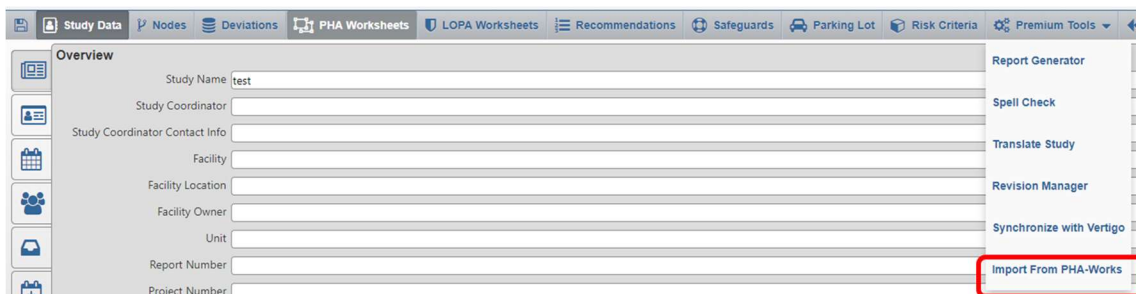 Study Data Nodes Deviations PHA Worksheets LOPA Worksheets Recommendations Safeguards Parking Lot Risk Criteria Premium Tools
Overview
Study Name test
Study Coordinator
Study Coordinator Contact Info
Facility
Facility Location
Facility Owner
Unit
Report Number
Project Number
Report Generator
Spell Check
Translate Study
Revision Manager
Synchronize with Vertigo
Import From PHA-Works